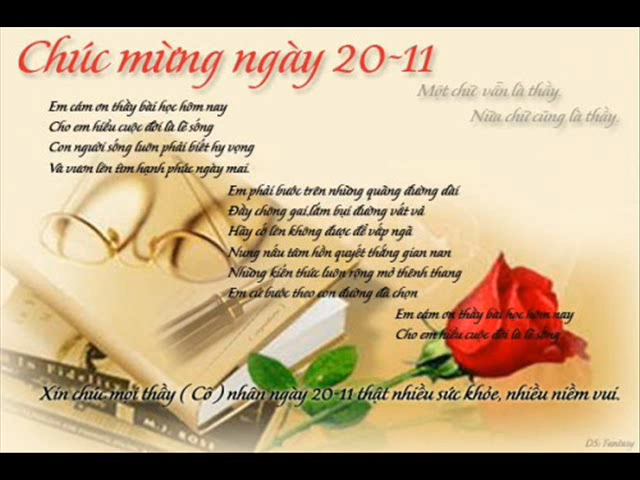 Chúc mừng ngày 20-11
Một chữ vẫn là thầy.
Nửa chữ cũng là thầy.
Em cám ơn thầy bài học hôm nay
Cho em hiểu cuộc đời là lẽ sống
Con người sống luôn phải biết hy vọng
Và vươn lên tìm hạnh phúc ngày mai.
Em phải bước trên những quãng đường dài
Đầy chông gai,lấm bụi đường vất vả
Hãy cố lên không được để vấp ngã
Nung nấu tâm hồn quyết thắng gian nan
Những kiến thức luôn rộng mở thênh thang
Em cứ bước theo con đường đã chọn
Em cám ơn thầy bài học hôm nay
Cho em hiểu cuộc đời là lẽ sống
Xin chúc mọi thầy ( Cô ) nhân ngày 20-11 thật nhiều sức khỏe, nhiều niềm vui.
M.J. ROSE
DS: Fantasy